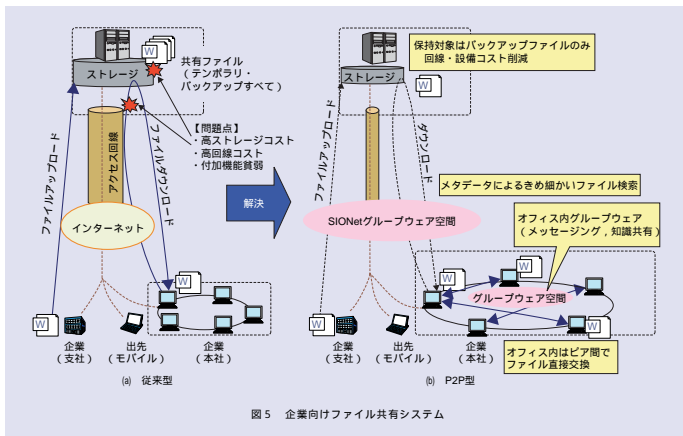 ストレージ
W
共有ファイル
（テンポラリ・
バックアップすべて）
【問題点】
・高ストレージコスト
・高回線コスト
・付加機能貧弱
ファイルアップロード
アクセス回線
ファイルダウンロード
インターネット
W
W
企業
（支社）
出先
（モバイル）
企業
（本社）
(a) 従来型
解決
保持対象はバックアップファイルのみ
回線・設備コスト削減
ストレージ
W
ファイルアップロード
ダウンロード
メタデータによるきめ細かいファイル検索
SIONetグループウェア空間
オフィス内グループウェア
（メッセージング，知識共有）
W
W
グループウェア空間
W
W
オフィス内はピア間で
ファイル直接交換
企業
（支社）
出先
（モバイル）
企業
（本社）
(b) P2P型
図5 企業向けファイル共有システム